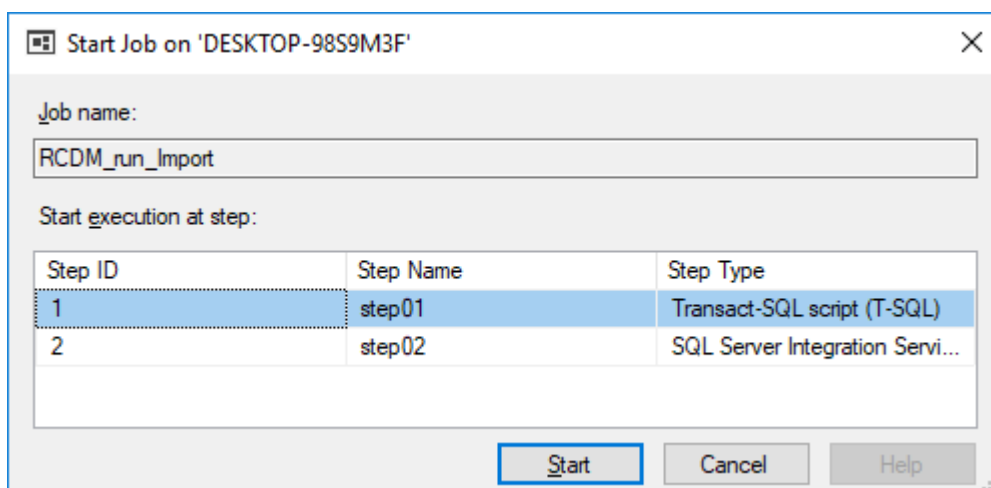 Start Job on 'DESKTOP-98S9M3F'
Job name:
RCDM_run_Import
Start execution at step:
Step ID Step Name Step Type
1 step01 Transact-SQL script (T-SQL)
2 step02 SQL Server Integration Servi...
Start Cancel Help